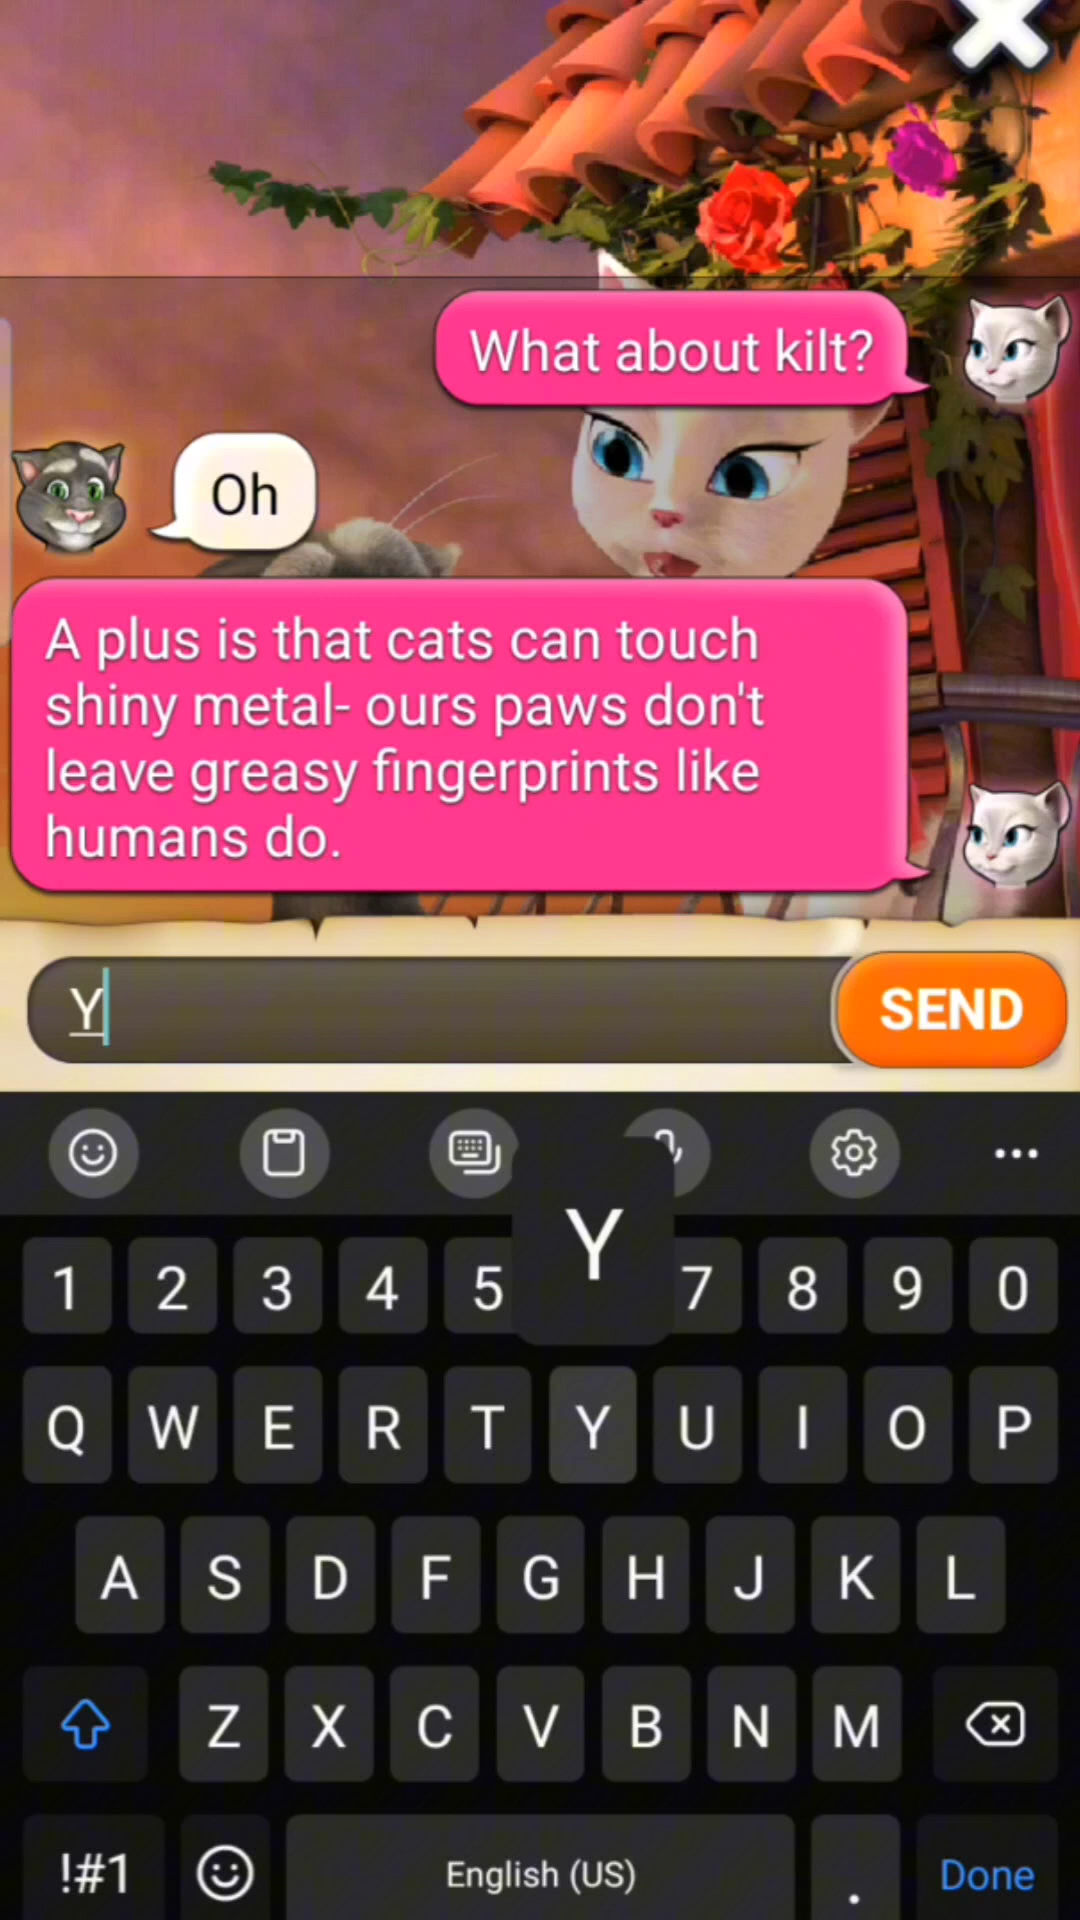 What about kilt?
Oh
A plus is that cats can touch
shiny metal- ours paws don't
leave greasy fingerprints like
humans do.
Y
SEND
Y
1 2 3 4 5 7 8 9 0
Q W E R T Y U I O P
A S D F G H J K L
Z X C V B N M
!#1 English (US) . Done